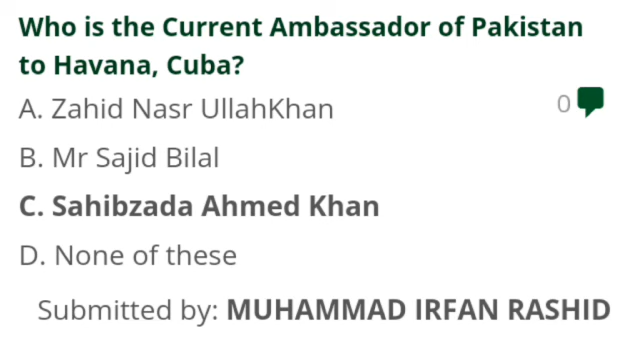 Who is the Current Ambassador of Pakistan
to Havana, Cuba?
A. Zahid Nasr UllahKhan
0
B. Mr Sajid Bilal
C. Sahibzada Ahmed Khan
D. None of these
Submitted by: MUHAMMAD IRFAN RASHID